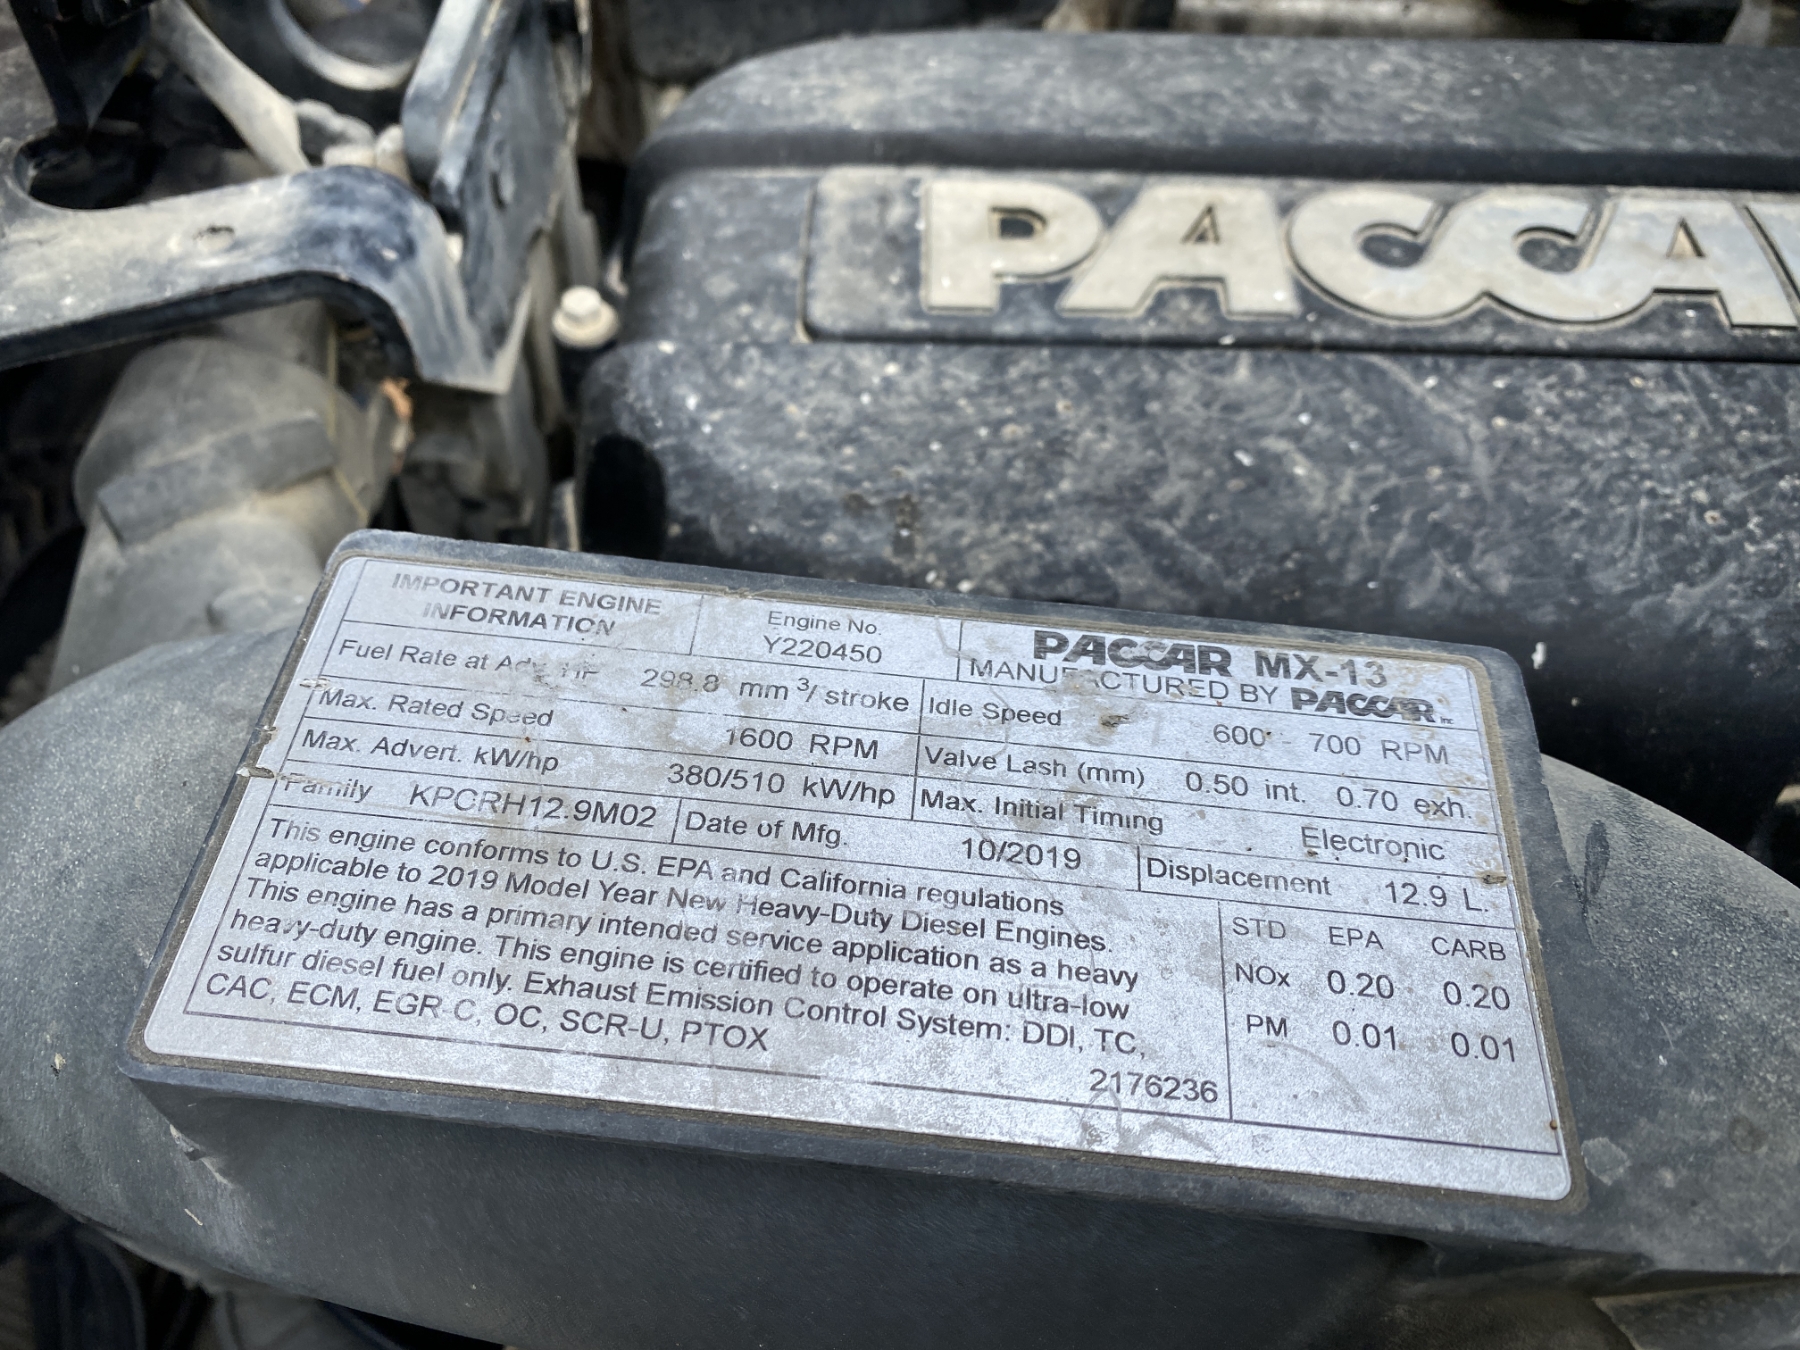 PACCA
IMPORTANT ENGINE
INFORMATION
Engine No.
Y220450
PACCAR MX-13
MANUFACTURED BY PACCAR Inc
Fuel Rate at Adv. HP 298.8 mm³/ stroke
Idle Speed 600 - 700 RPM
Max. Rated Speed 1600 RPM
Valve Lash (mm) 0.50 int. 0.70 exh.
Max. Advert. kW/hp 380/510 kW/hp
Max. Initial Timing Electronic
Family KPCRH12.9M02
Date of Mfg. 10/2019
Displacement 12.9 L.
This engine conforms to U.S. EPA and California regulations
applicable to 2019 Model Year New Heavy-Duty Diesel Engines.
This engine has a primary intended service application as a heavy
heavy-duty engine. This engine is certified to operate on ultra-low
sulfur diesel fuel only. Exhaust Emission Control System: DDI, TC,
CAC, ECM, EGR-C, OC, SCR-U, PTOX
2176236
STD EPA CARB
NOx 0.20 0.20
PM 0.01 0.01